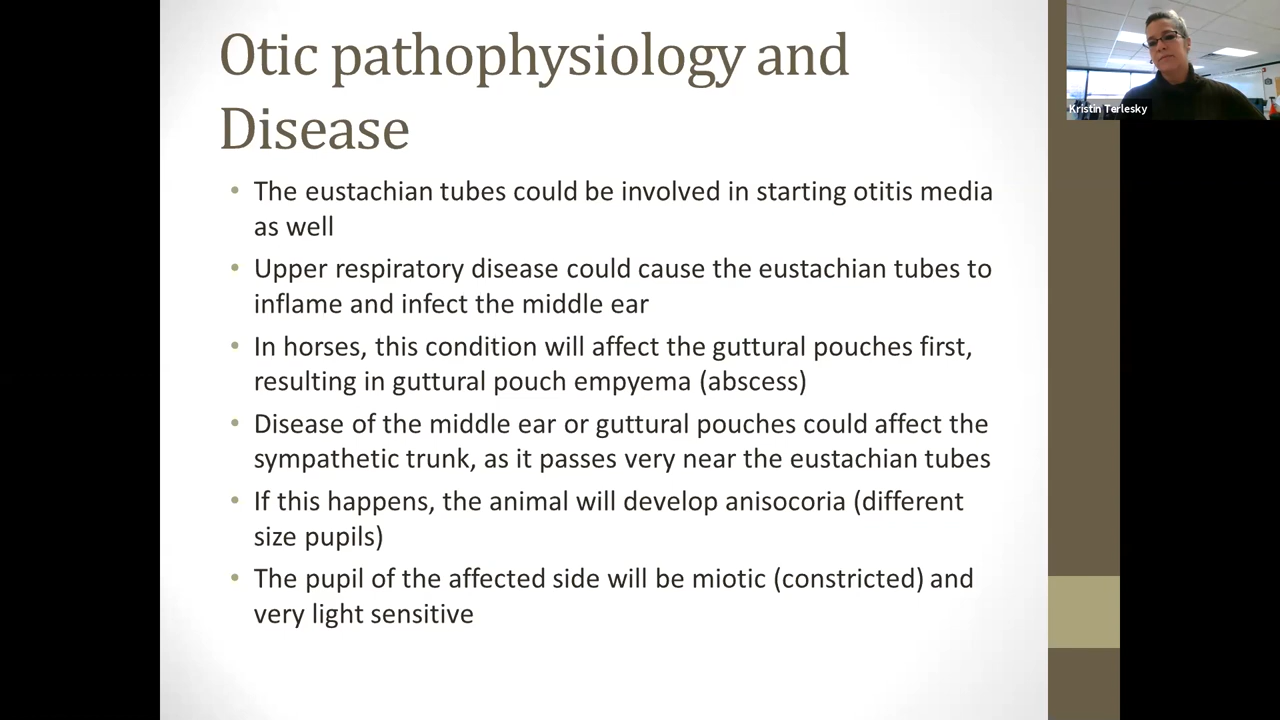 Otic pathophysiology and
Disease
• The eustachian tubes could be involved in starting otitis media
as well
• Upper respiratory disease could cause the eustachian tubes to
inflame and infect the middle ear
• In horses, this condition will affect the guttural pouches first,
resulting in guttural pouch empyema (abscess)
• Disease of the middle ear or guttural pouches could affect the
sympathetic trunk, as it passes very near the eustachian tubes
• If this happens, the animal will develop anisocoria (different
size pupils)
• The pupil of the affected side will be miotic (constricted) and
very light sensitive
Kristin Terlesky